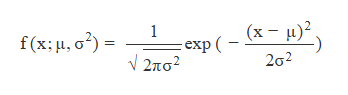 f(x; μ, σ²) = 1/√2πσ² exp ( − (x − μ)²/2σ² )